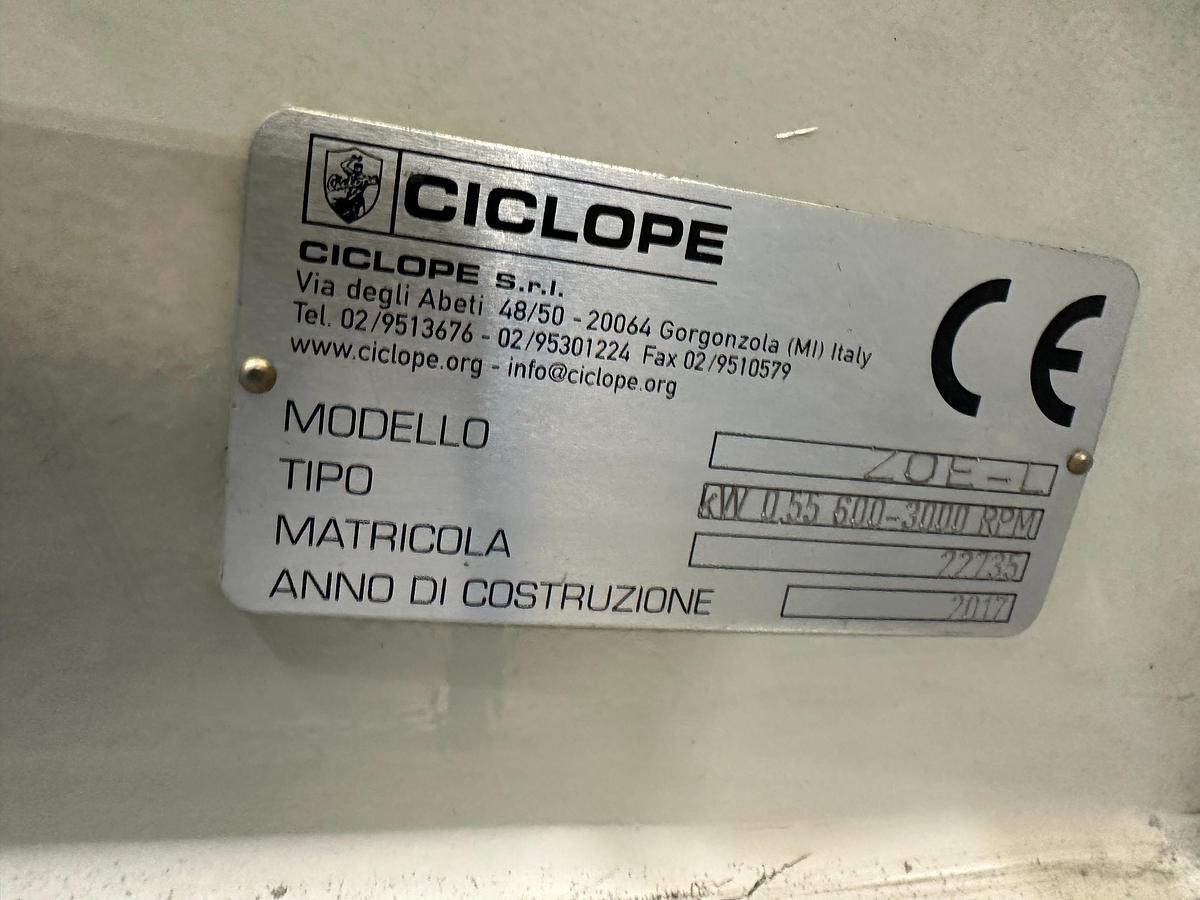 CICLOPE
CICLOPE S.r.l.
Via degli Abeti 48/50 - 20064 Gorgonzola (MI) Italy
Tel. 02/9513676 - 02/95301224 Fax 02/9510579
www.ciclope.org - info@ciclope.org
CE
MODELLO ZOE-L
TIPO kW 0,55 600-3000 RPM
MATRICOLA 22735
ANNO DI COSTRUZIONE 2017